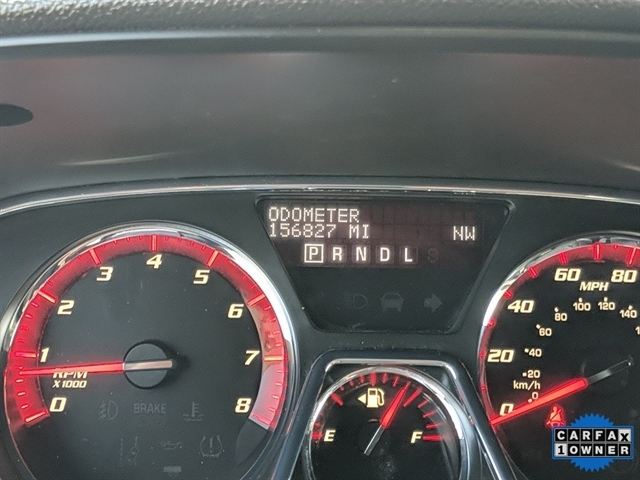 ODOMETER
156827 MI NW
P R N D L
1 2 3 4 5 6 7 8
0
RPM
X1000
BRAKE
E F
0 20 40 60 80
MPH
0 20 40 60 80 100 120 140
km/h
CARFAX
1 OWNER